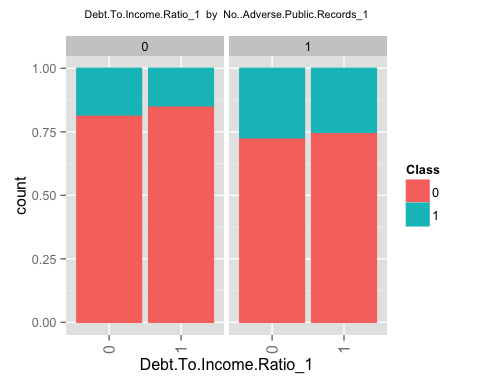 Debt.To.Income.Ratio_1 by No..Adverse.Public.Records_1
0 1
1.00
0.75
0.50
0.25
0.00
count
0 1 0 1
Debt.To.Income.Ratio_1
Class
0
1